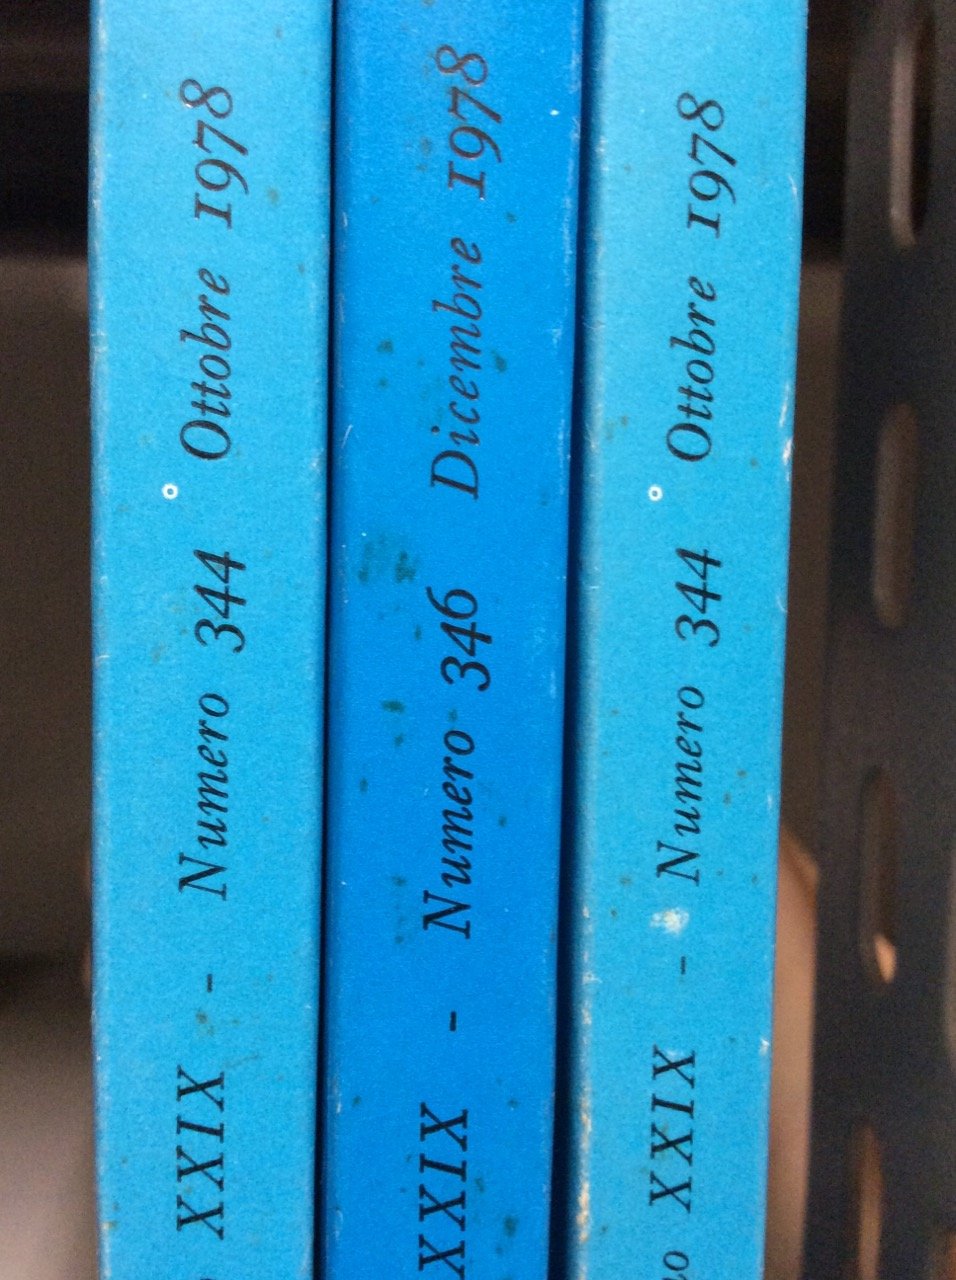 XXIX - Numero 344 Ottobre 1978
XXIX - Numero 346 Dicembre 1978
XXIX - Numero 344 Ottobre 1978